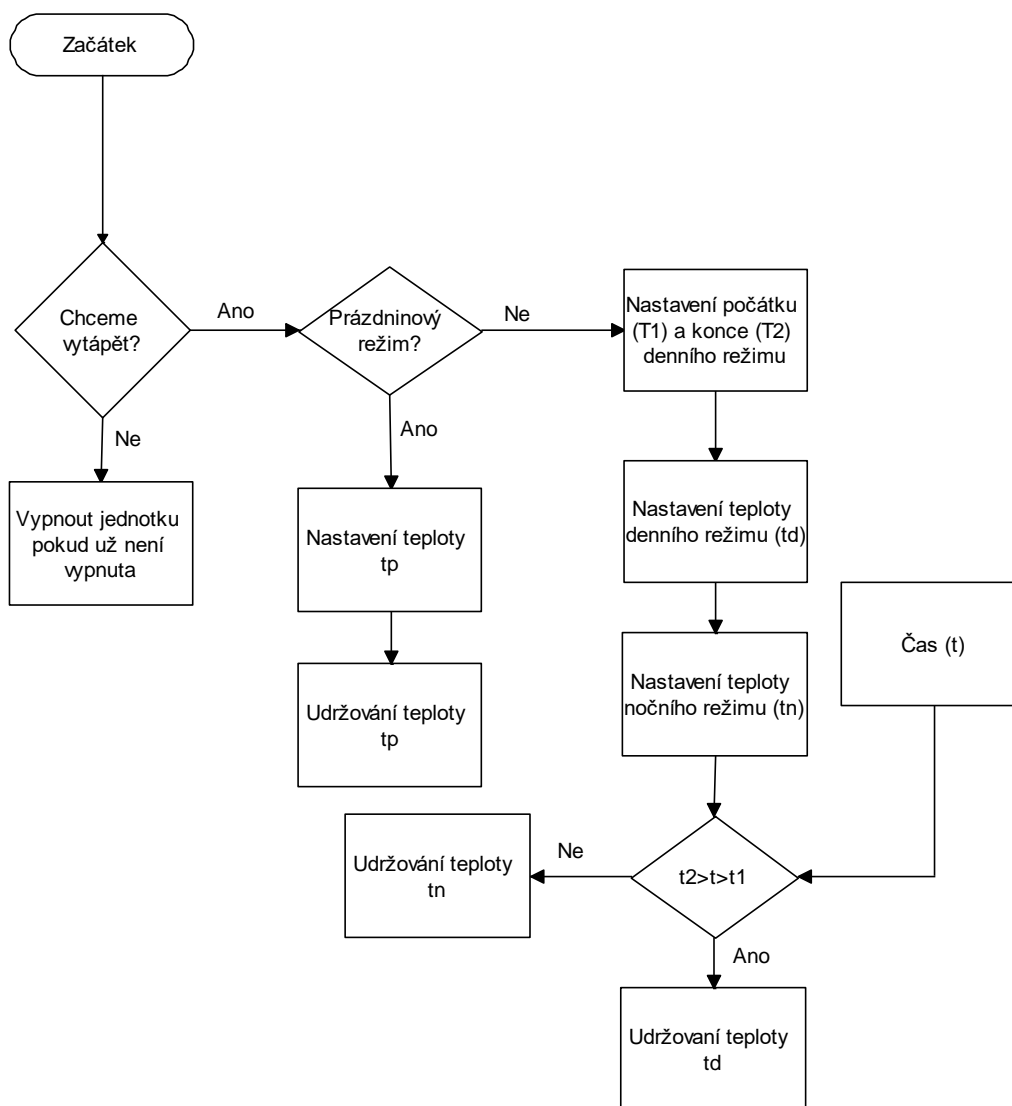 Začátek
Chceme
vytápět?
Ano
Prázdninový
režim?
Ne
Nastavení počátku
(T1) a konce (T2)
denního režimu
Ne
Ano
Vypnout jednotku
pokud už není
vypnuta
Nastavení teploty
tp
Nastavení teploty
denního režimu (td)
Čas (t)
Udržování teploty
tp
Nastavení teploty
nočního režimu (tn)
Udržování teploty
tn
Ne
t2>t>t1
Ano
Udržovaní teploty
td